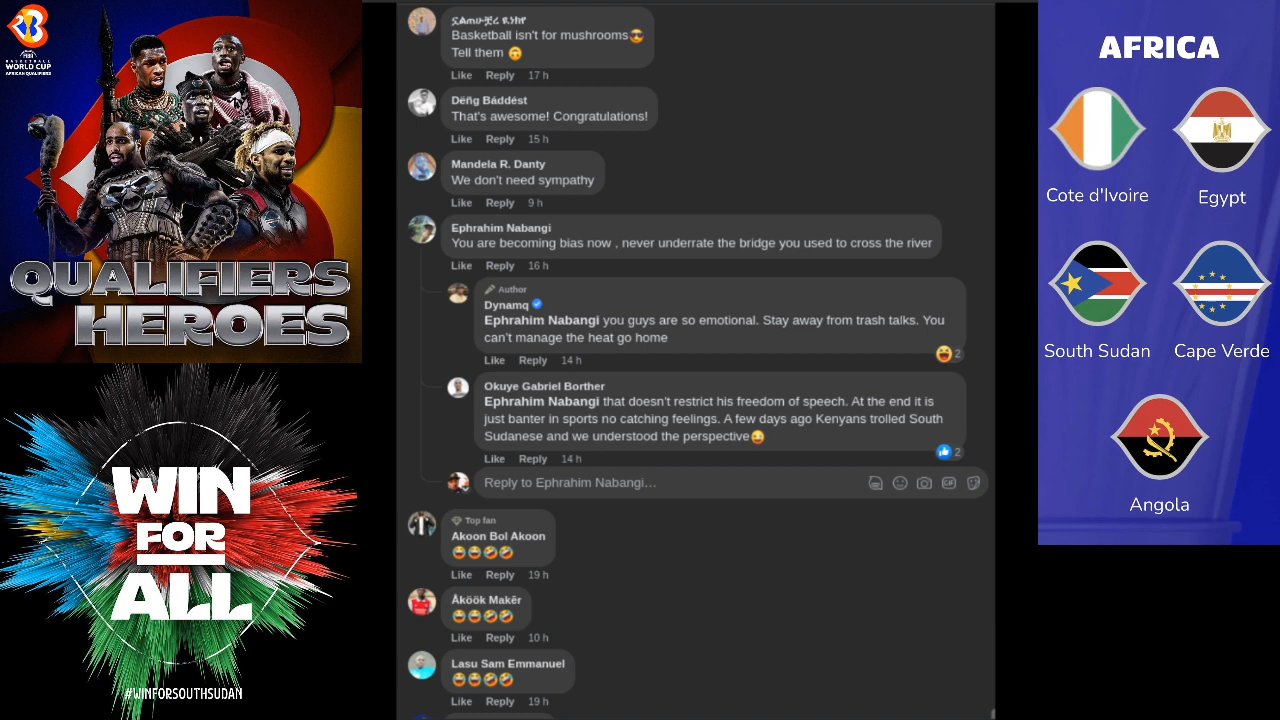 BASKETBALL
WORLD CUP
AFRICAN QUALIFIERS
QUALIFIERS
HEROES
WIN
FOR
ALL
#WINFORSOUTHSUDAN
Basketball isn't for mushrooms😎
Tell them 🙃
Like Reply 17 h
Dëñg Báddést
That's awesome! Congratulations!
Like Reply 15 h
Mandela R. Danty
We don't need sympathy
Like Reply 9 h
Ephrahim Nabangi
You are becoming bias now , never underrate the bridge you used to cross the river
Like Reply 16 h
Author
Dynamq
Ephrahim Nabangi you guys are so emotional. Stay away from trash talks. You
can't manage the heat go home
Like Reply 14 h
😆 2
Okuye Gabriel Borther
Ephrahim Nabangi that doesn't restrict his freedom of speech. At the end it is
just banter in sports no catching feelings. A few days ago Kenyans trolled South
Sudanese and we understood the perspective😜
Like Reply 14 h
👍 2
Reply to Ephrahim Nabangi…
GIF
Top fan
Akoon Bol Akoon
😂😂🤣🤣
Like Reply 19 h
Åköök Makër
😂😂🤣🤣
Like Reply 10 h
Lasu Sam Emmanuel
😂😂🤣🤣
Like Reply 19 h
AFRICA
Cote d'Ivoire
Egypt
South Sudan
Cape Verde
Angola